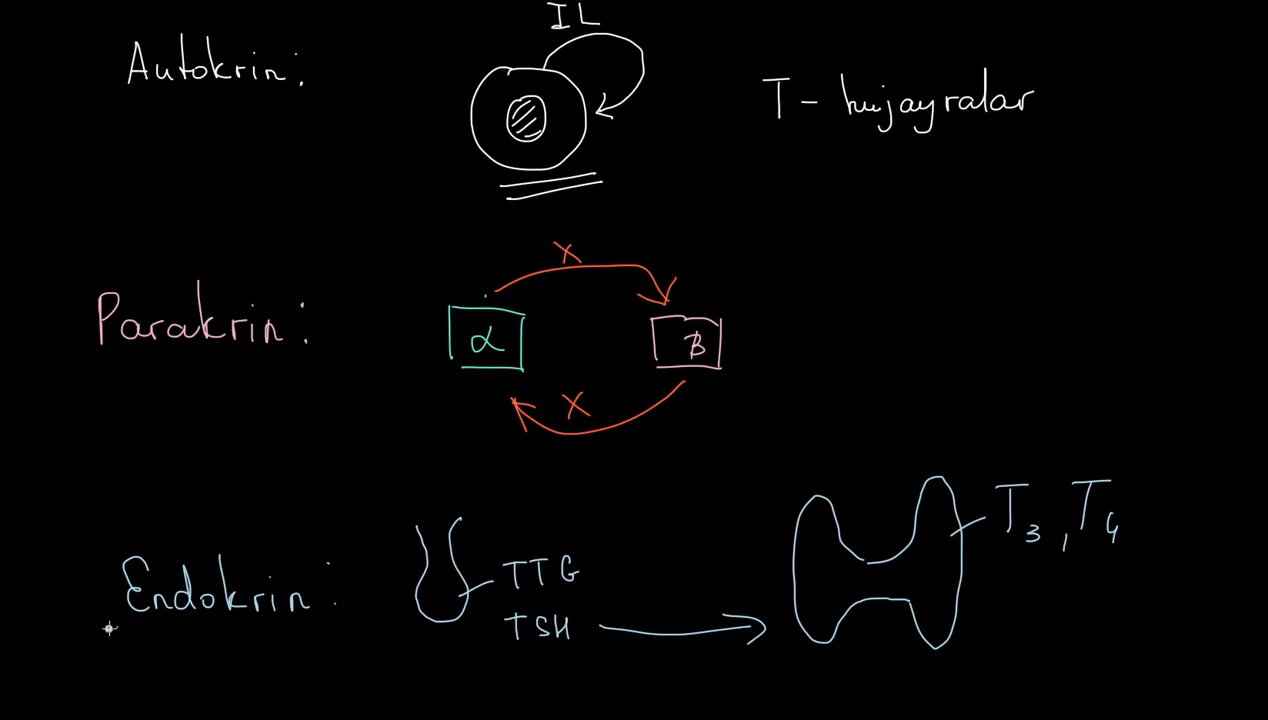 IL
Autokrin:
T - hujayralar
X
Parakrin:
α
β
X
T3, T4
Endokrin:
TTG
TSH